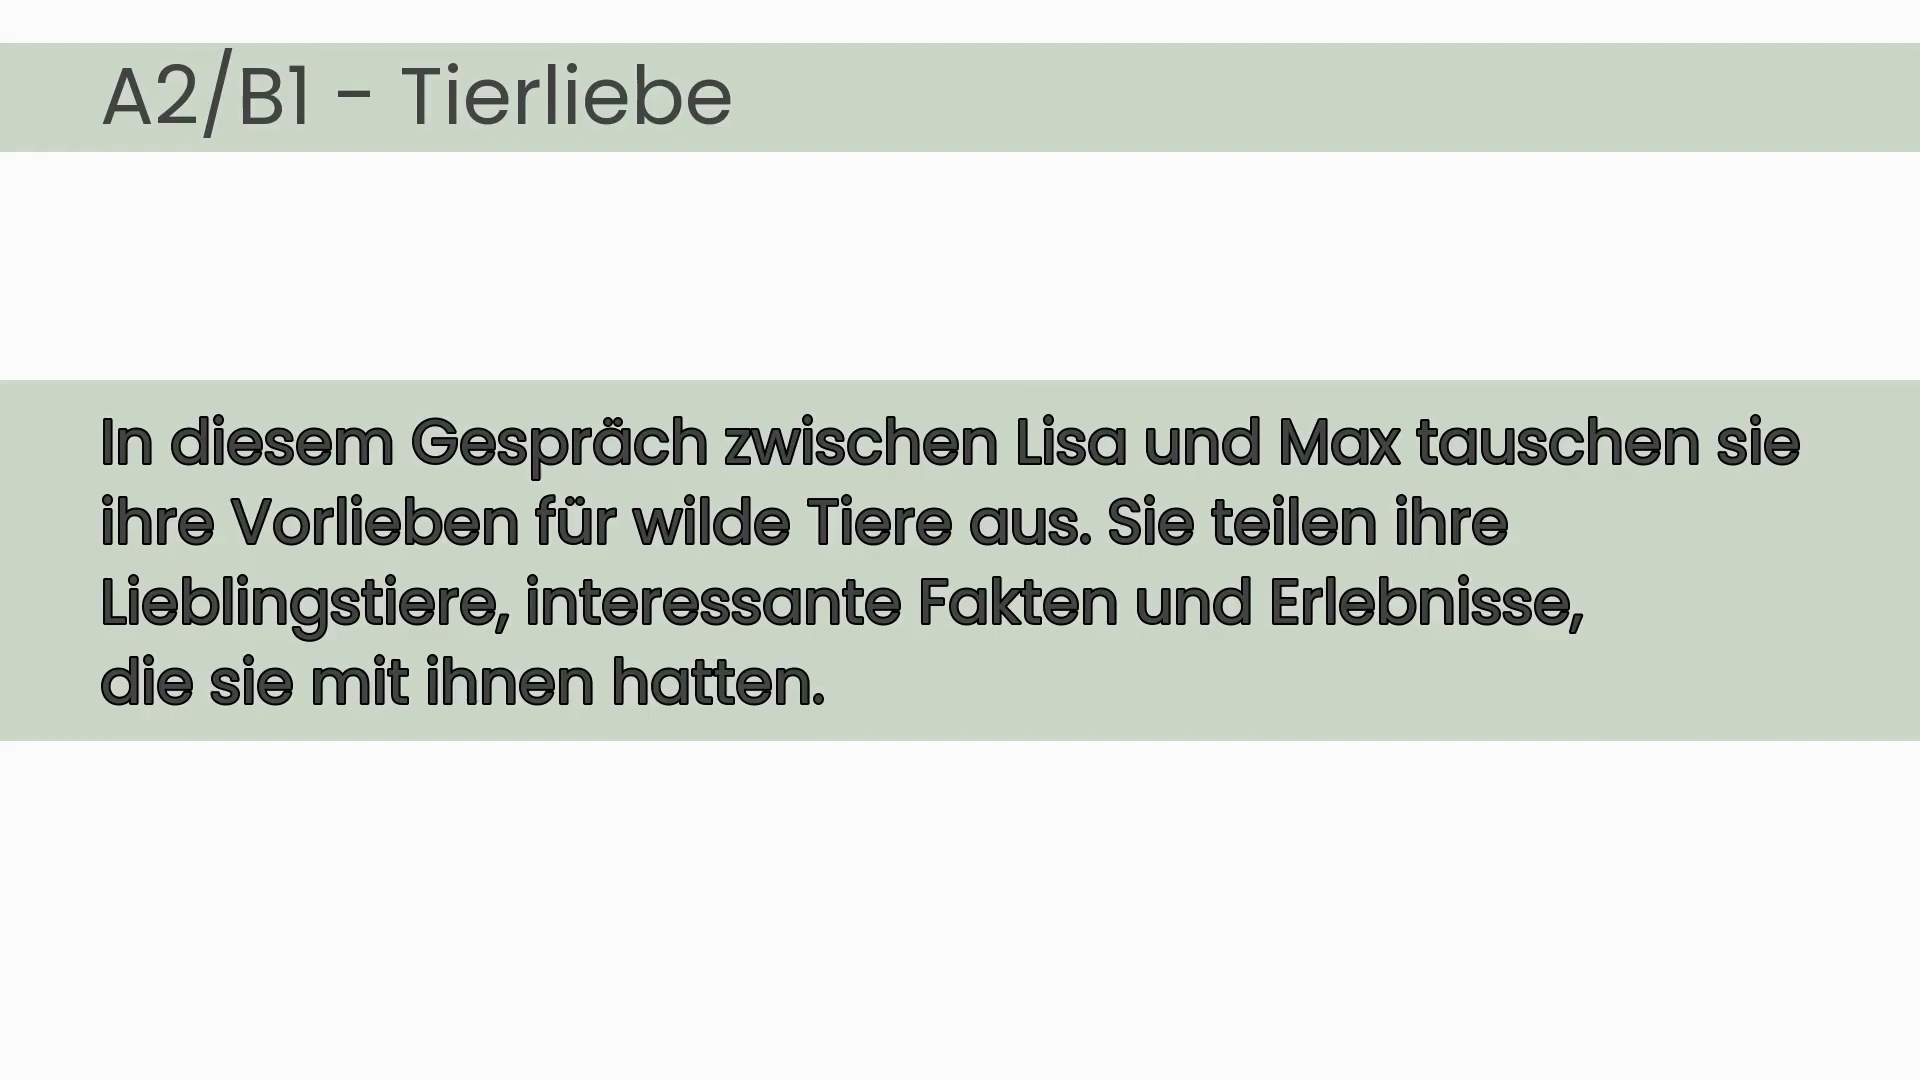 A2/B1 - Tierliebe
In diesem Gespräch zwischen Lisa und Max tauschen sie
ihre Vorlieben für wilde Tiere aus. Sie teilen ihre
Lieblingstiere, interessante Fakten und Erlebnisse,
die sie mit ihnen hatten.